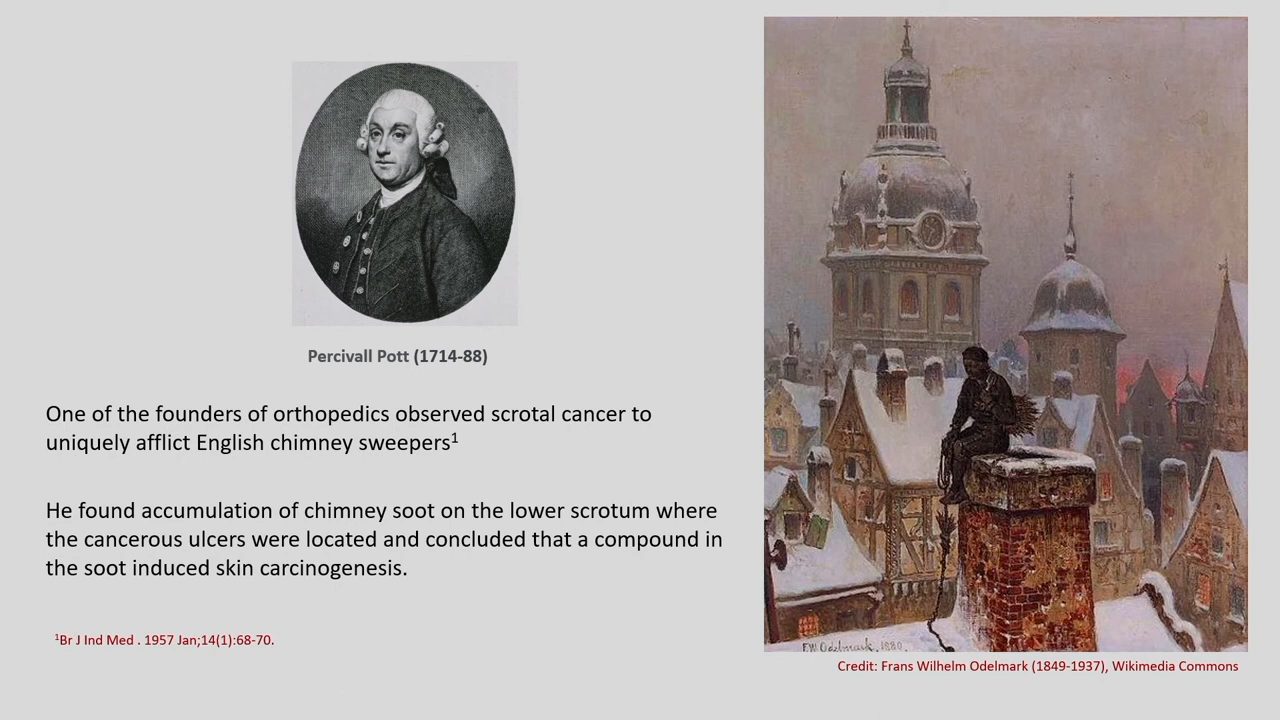 Percivall Pott (1714-88)
One of the founders of orthopedics observed scrotal cancer to
uniquely afflict English chimney sweepers1
He found accumulation of chimney soot on the lower scrotum where
the cancerous ulcers were located and concluded that a compound in
the soot induced skin carcinogenesis.
1Br J Ind Med . 1957 Jan;14(1):68-70.
F.W. Odelmark. 1880.
Credit: Frans Wilhelm Odelmark (1849-1937), Wikimedia Commons